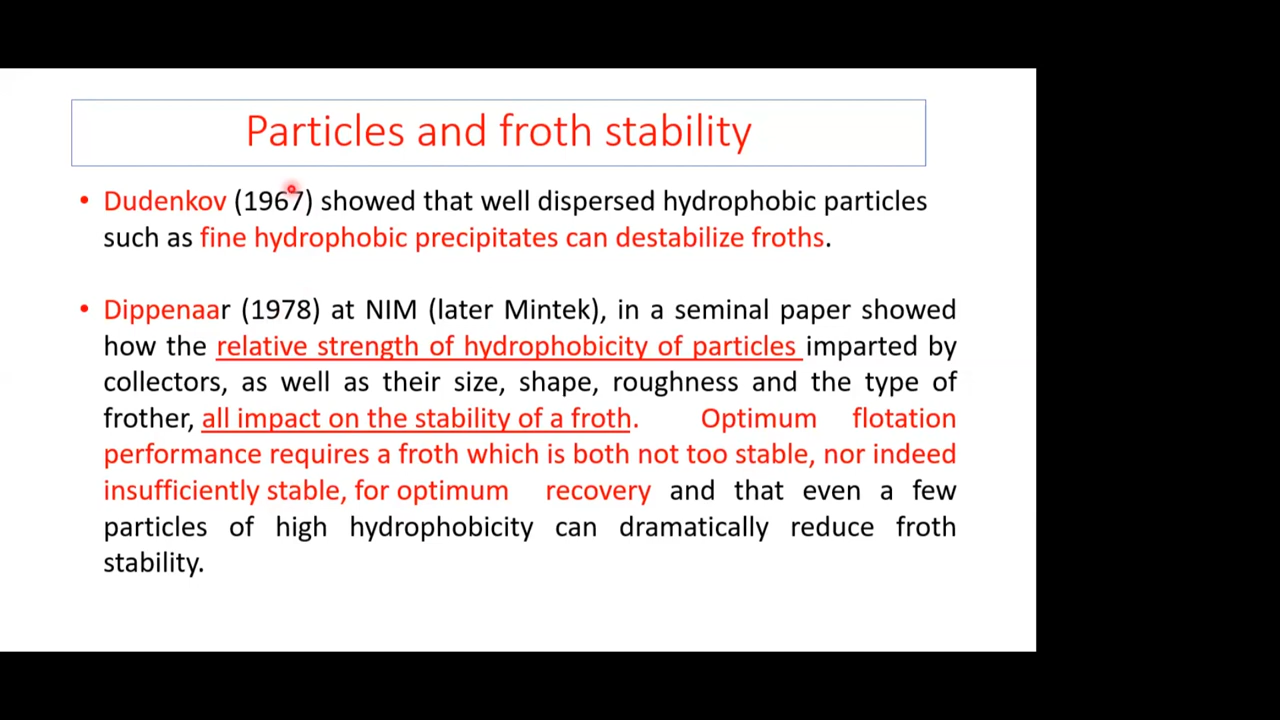 Particles and froth stability
• Dudenkov (1967) showed that well dispersed hydrophobic particles
such as fine hydrophobic precipitates can destabilize froths.
• Dippenaar (1978) at NIM (later Mintek), in a seminal paper showed
how the relative strength of hydrophobicity of particles imparted by
collectors, as well as their size, shape, roughness and the type of
frother, all impact on the stability of a froth. Optimum flotation
performance requires a froth which is both not too stable, nor indeed
insufficiently stable, for optimum recovery and that even a few
particles of high hydrophobicity can dramatically reduce froth
stability.